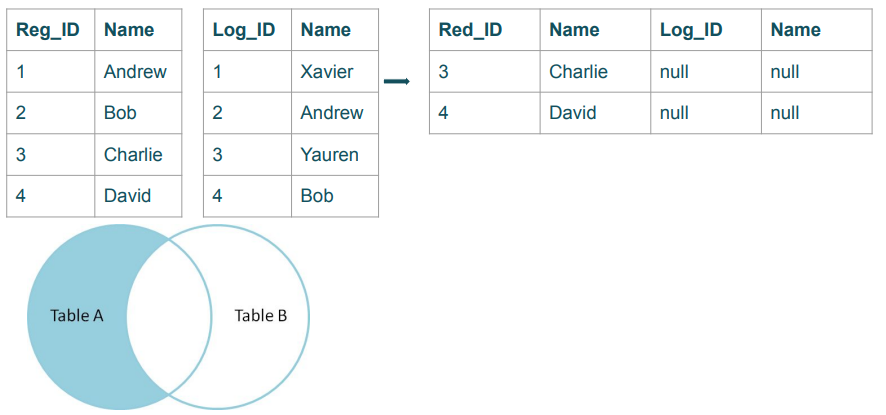 Reg_ID Name Log_ID Name Red_ID Name Log_ID Name
1 Andrew 1 Xavier 3 Charlie null null
2 Bob 2 Andrew 4 David null null
3 Charlie 3 Yauren
4 David 4 Bob
Table A Table B